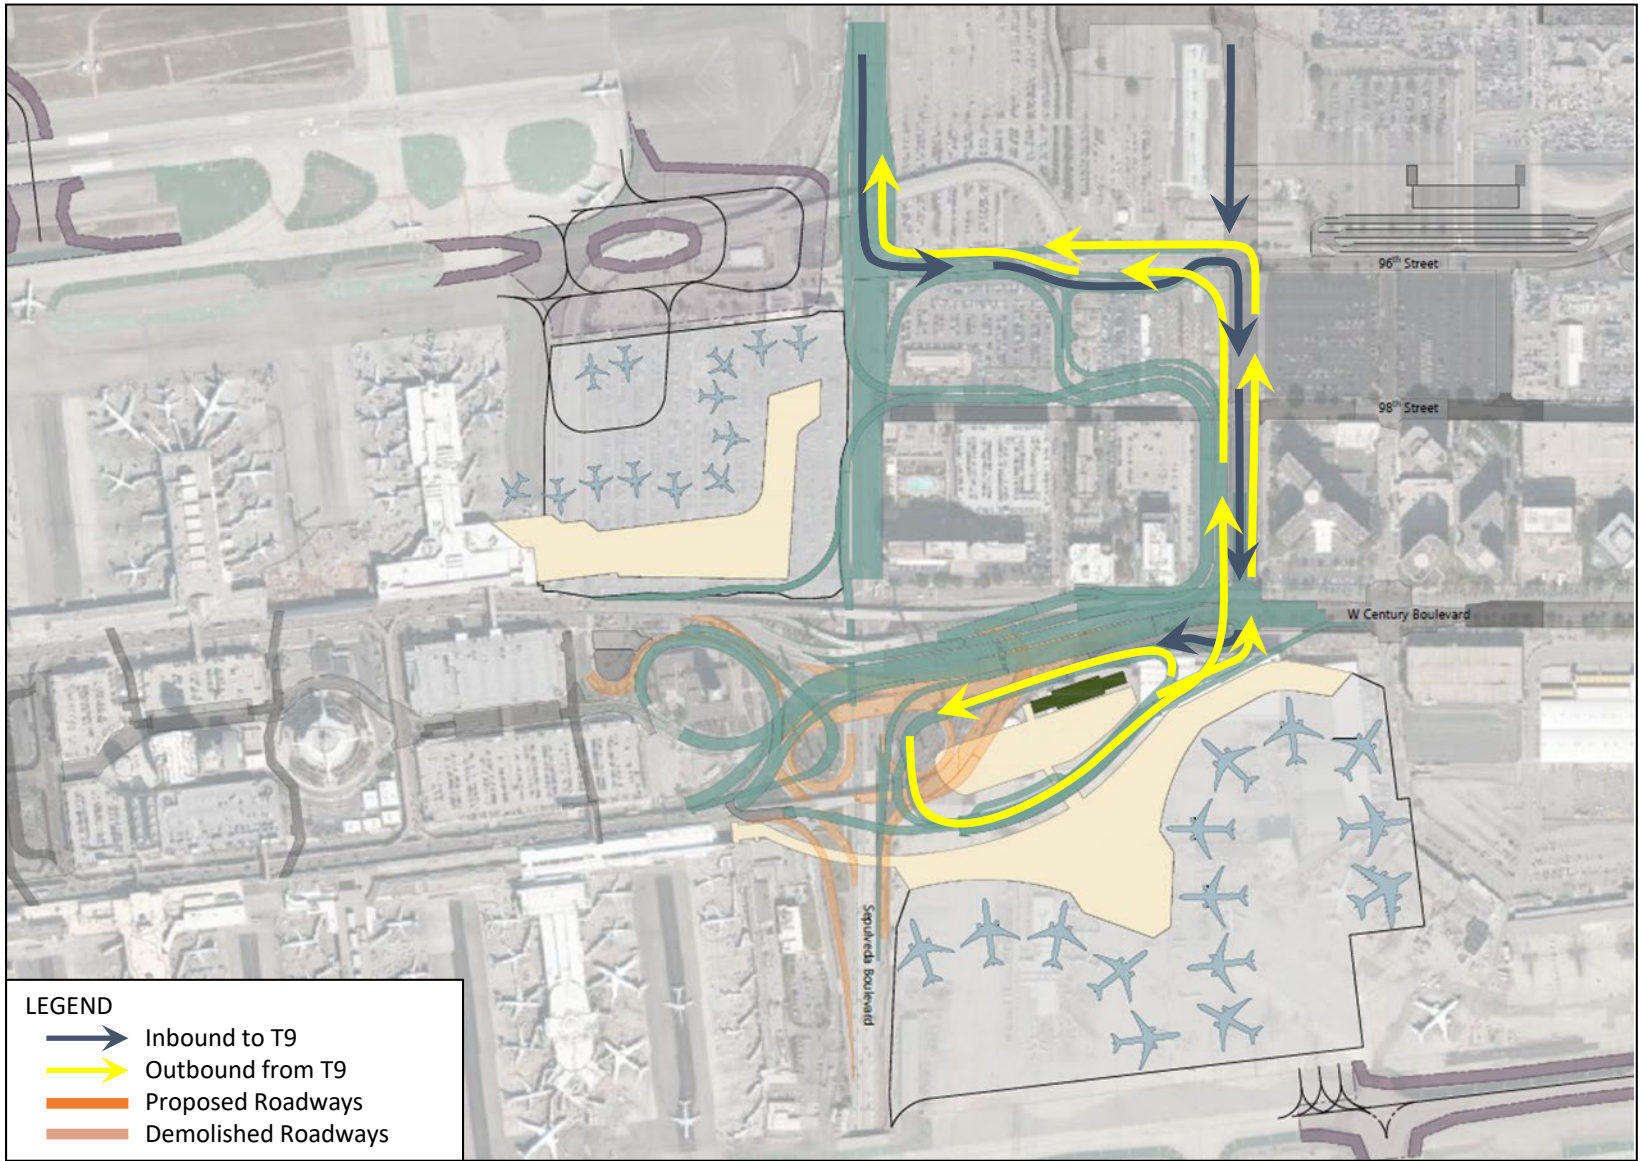 96th Street
98th Street
W Century Boulevard
Sepulveda Boulevard
LEGEND
Inbound to T9
Outbound from T9
Proposed Roadways
Demolished Roadways